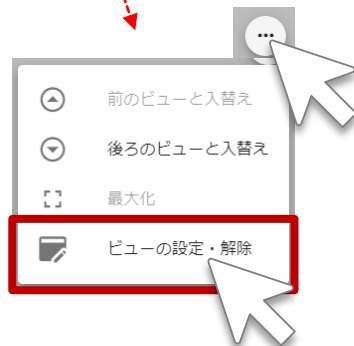 前のビューと入替え
後ろのビューと入替え
最大化
ビューの設定・解除